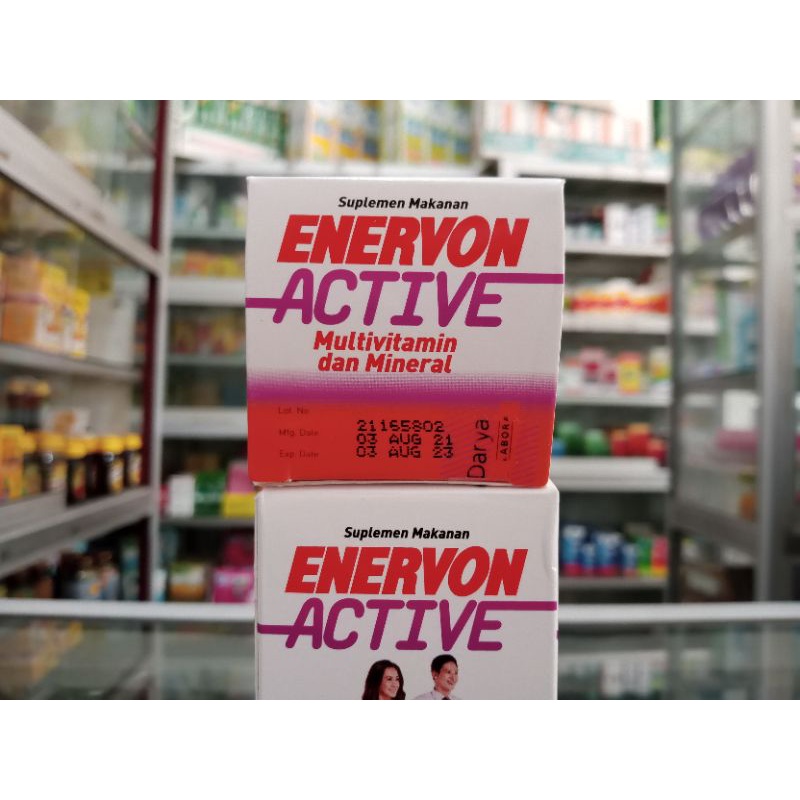 Suplemen Makanan
ENERVON
ACTIVE
Multivitamin
dan Mineral
Lot. No
21165802
Mfg. Date
03 AUG 21
Exp. Date
03 AUG 23
Darya
Suplemen Makanan
ENERVON
ACTIVE